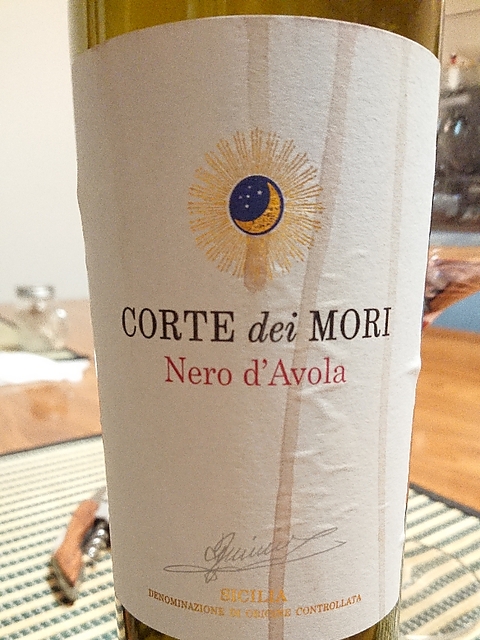 CORTE dei MORI
Nero d'Avola
SICILIA
DENOMINAZIONE DI ORIGINE CONTROLLATA